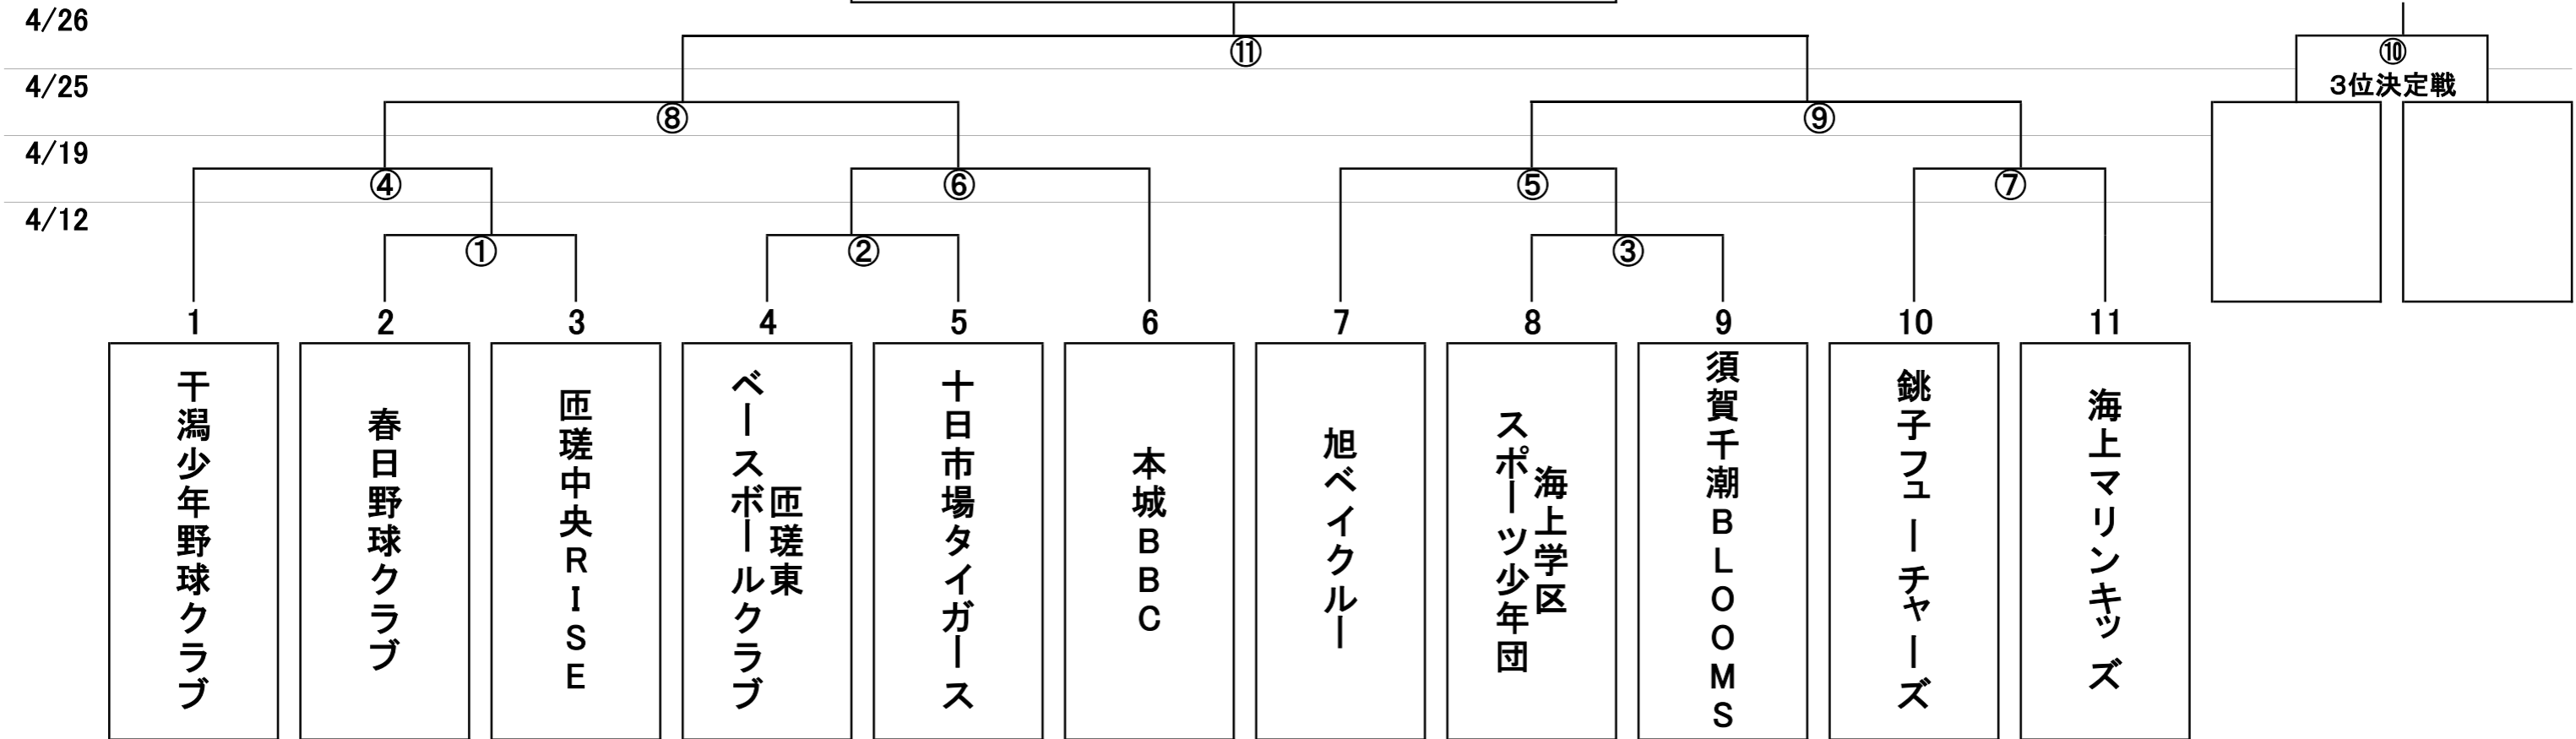 4/26
⑪
⑩
4/25
3位決定戦
⑧
⑨
4/19
④
⑥
⑤
⑦
4/12
①
②
③
1
2
3
4
5
6
7
8
9
10
11
干潟少年野球クラブ
春日野球クラブ
匝瑳中央RISE
匝瑳東
ベースボールクラブ
十日市場タイガース
本城BBC
旭ベイクルー
海上学区
スポーツ少年団
須賀千潮BLOOMS
銚子フューチャーズ
海上マリンキッズ